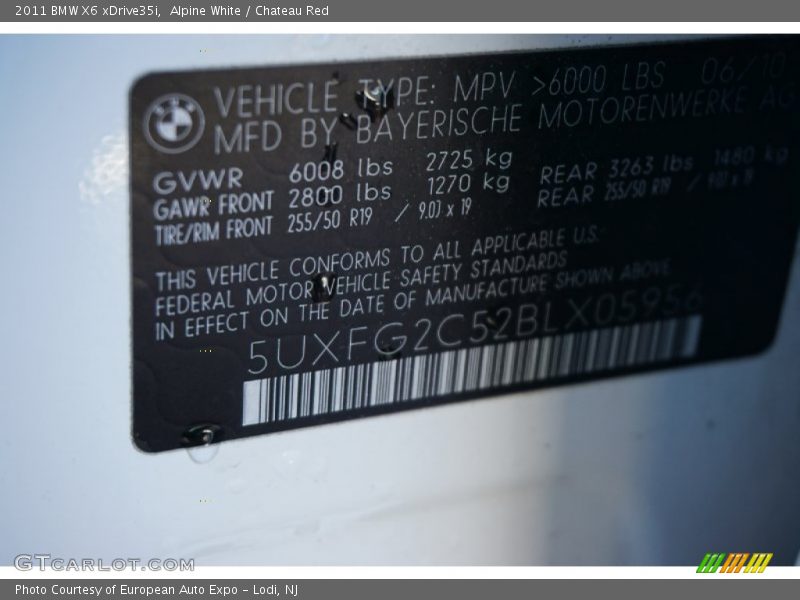 2011 BMW X6 xDrive35i, Alpine White / Chateau Red
VEHICLE TYPE: MPV >6000 LBS 06/10
MFD BY BAYERISCHE MOTORENWERKE AG
GVWR 6008 lbs 2725 kg
GAWR FRONT 2800 lbs 1270 kg REAR 3263 lbs 1480 kg
TIRE/RIM FRONT 255/50 R19 / 9.0J x 19 REAR 255/50 R19 / 9.0J x 19
THIS VEHICLE CONFORMS TO ALL APPLICABLE U.S.
FEDERAL MOTOR VEHICLE SAFETY STANDARDS
IN EFFECT ON THE DATE OF MANUFACTURE SHOWN ABOVE
5UXFG2C52BLX05956
GTCARLOT.COM
Photo Courtesy of European Auto Expo - Lodi, NJ